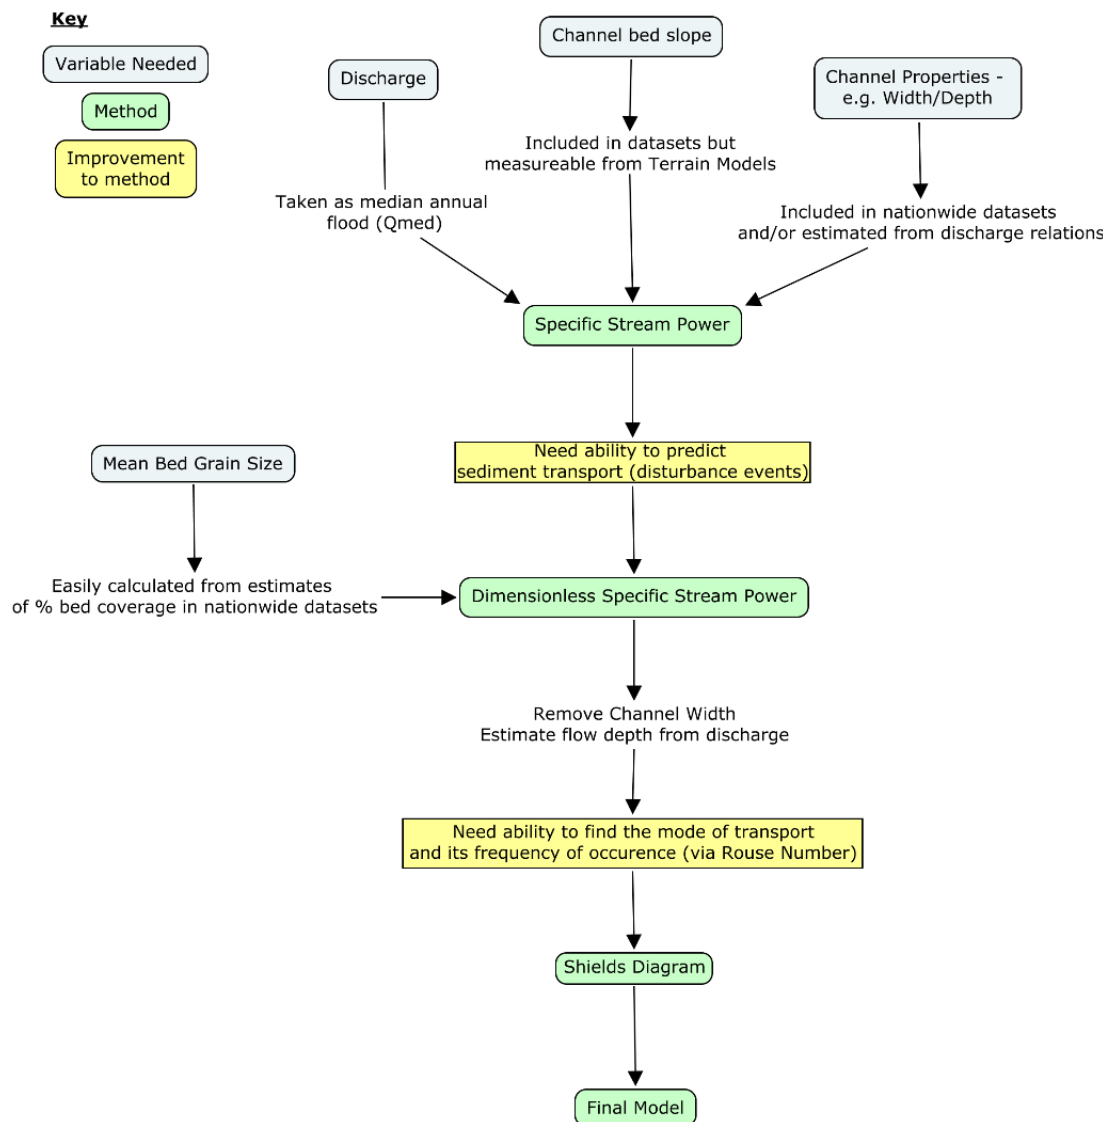 Key
Variable Needed
Method
Improvement
to method
Discharge
Channel bed slope
Channel Properties -
e.g. Width/Depth
Included in datasets but
measureable from Terrain Models
Taken as median annual
flood (Qmed)
Included in nationwide datasets
and/or estimated from discharge relations
Specific Stream Power
Need ability to predict
sediment transport (disturbance events)
Mean Bed Grain Size
Easily calculated from estimates
of % bed coverage in nationwide datasets
Dimensionless Specific Stream Power
Remove Channel Width
Estimate flow depth from discharge
Need ability to find the mode of transport
and its frequency of occurence (via Rouse Number)
Shields Diagram
Final Model